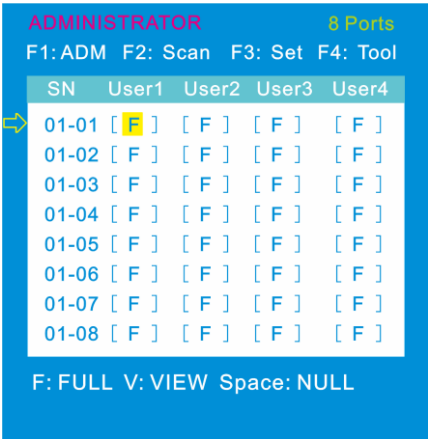 ADMINISTRATOR 8 Ports
F1: ADM F2: Scan F3: Set F4: Tool
SN User1 User2 User3 User4
01-01 [ F ] [ F ] [ F ] [ F ]
01-02 [ F ] [ F ] [ F ] [ F ]
01-03 [ F ] [ F ] [ F ] [ F ]
01-04 [ F ] [ F ] [ F ] [ F ]
01-05 [ F ] [ F ] [ F ] [ F ]
01-06 [ F ] [ F ] [ F ] [ F ]
01-07 [ F ] [ F ] [ F ] [ F ]
01-08 [ F ] [ F ] [ F ] [ F ]
F: FULL V: VIEW Space: NULL